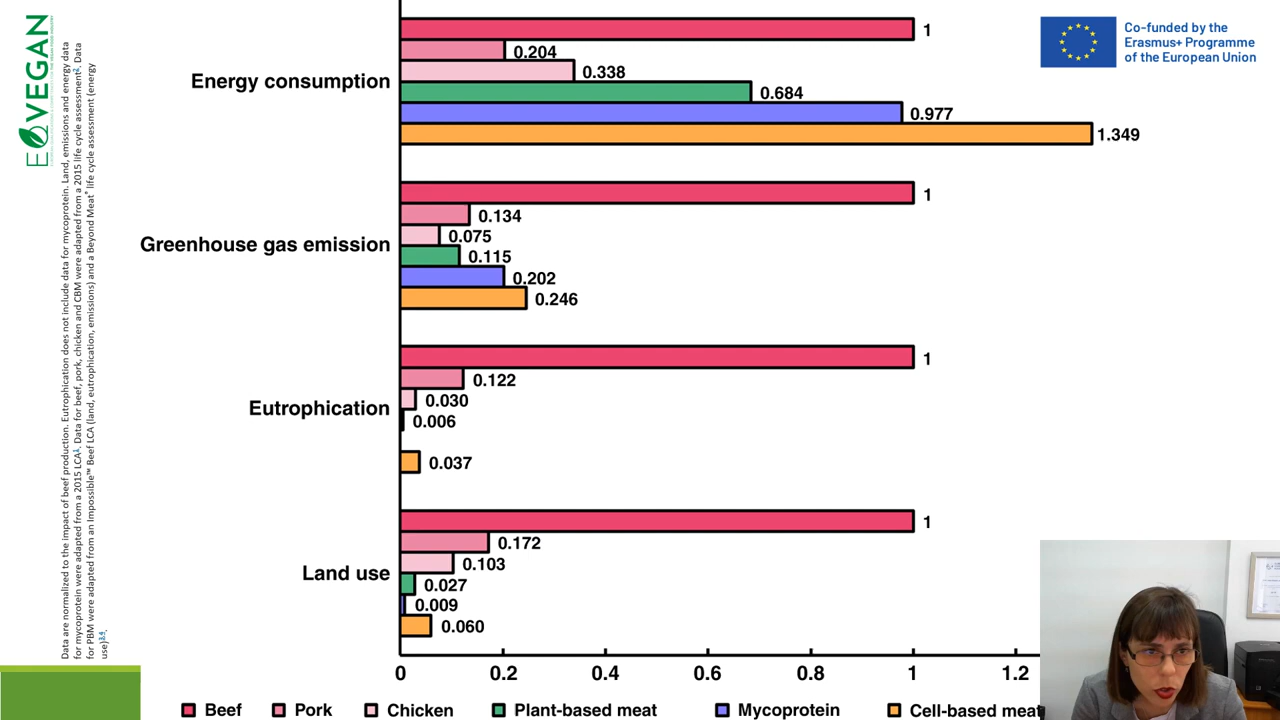 E VEGAN
Data are normalized to the impact of beef production. Eutrophication does not include data for mycoprotein. Land, emissions and energy data
for mycoprotein were adapted from a 2015 LCA1. Data for beef, pork, chicken and CBM were adapted from a 2015 life cycle assessment2. Data
for PBM were adapted from an Impossible™ Beef LCA (land, eutrophication, emissions) and a Beyond Meat® life cycle assessment (energy
use)3,4.
Co-funded by the
Erasmus+ Programme
of the European Union
Energy consumption
1
0.204
0.338
0.684
0.977
1.349
Greenhouse gas emission
1
0.134
0.075
0.115
0.202
0.246
Eutrophication
1
0.122
0.030
0.006
0.037
Land use
1
0.172
0.103
0.027
0.009
0.060
0 0.2 0.4 0.6 0.8 1 1.2
Beef Pork Chicken Plant-based meat Mycoprotein Cell-based meat